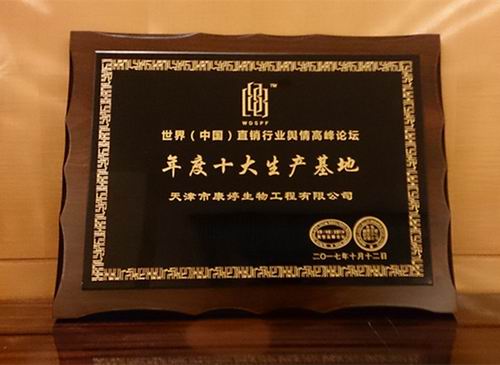 TM
WDSPF
世界（中国）直销行业舆情高峰论坛
年度十大生产基地
天津市康婷生物工程有限公司
二〇一七年十月十二日